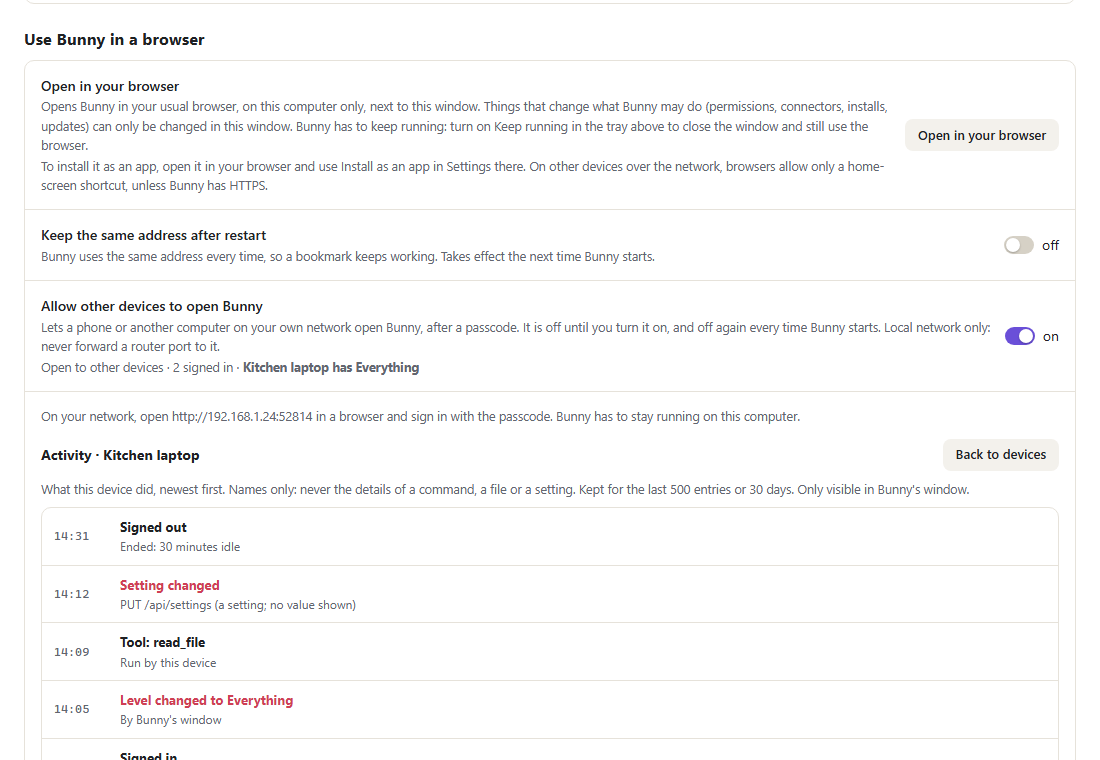 Use Bunny in a browser
Open in your browser
Opens Bunny in your usual browser, on this computer only, next to this window. Things that change what Bunny may do (permissions, connectors, installs,
updates) can only be changed in this window. Bunny has to keep running: turn on Keep running in the tray above to close the window and still use the
browser.
To install it as an app, open it in your browser and use Install as an app in Settings there. On other devices over the network, browsers allow only a home-
screen shortcut, unless Bunny has HTTPS.
Open in your browser
Keep the same address after restart
Bunny uses the same address every time, so a bookmark keeps working. Takes effect the next time Bunny starts.
off
Allow other devices to open Bunny
Lets a phone or another computer on your own network open Bunny, after a passcode. It is off until you turn it on, and off again every time Bunny starts. Local network only:
never forward a router port to it.
Open to other devices · 2 signed in · Kitchen laptop has Everything
on
On your network, open http://192.168.1.24:52814 in a browser and sign in with the passcode. Bunny has to stay running on this computer.
Activity · Kitchen laptop
Back to devices
What this device did, newest first. Names only: never the details of a command, a file or a setting. Kept for the last 500 entries or 30 days. Only visible in Bunny's window.
14:31
Signed out
Ended: 30 minutes idle
14:12
Setting changed
PUT /api/settings (a setting; no value shown)
14:09
Tool: read_file
Run by this device
14:05
Level changed to Everything
By Bunny's window
Signed in